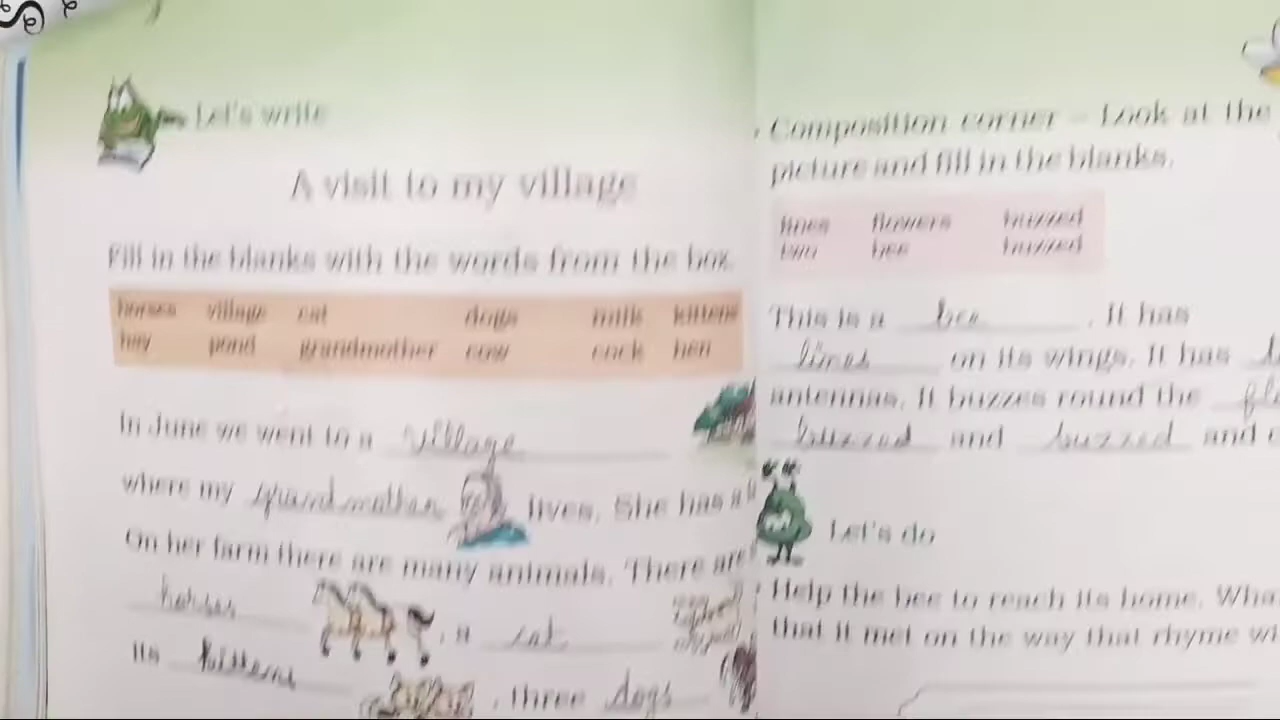 Let's write
A visit to my village
Fill in the blanks with the words from the box.
horses village cat dogs milk kittens
hay pond grandmother cow cock hen
In June we went to a village
where my grandmother lives. She has a
On her farm there are many animals. There are
horses , a cat
its kittens , three dogs
Composition corner - Look at the
picture and fill in the blanks.
lines flowers buzzed
two bee buzzed
This is a bee . It has
lines on its wings. It has
antennas. It buzzes round the
buzzed and buzzed and
Let's do
Help the bee to reach its home.
that it met on the way that rhyme